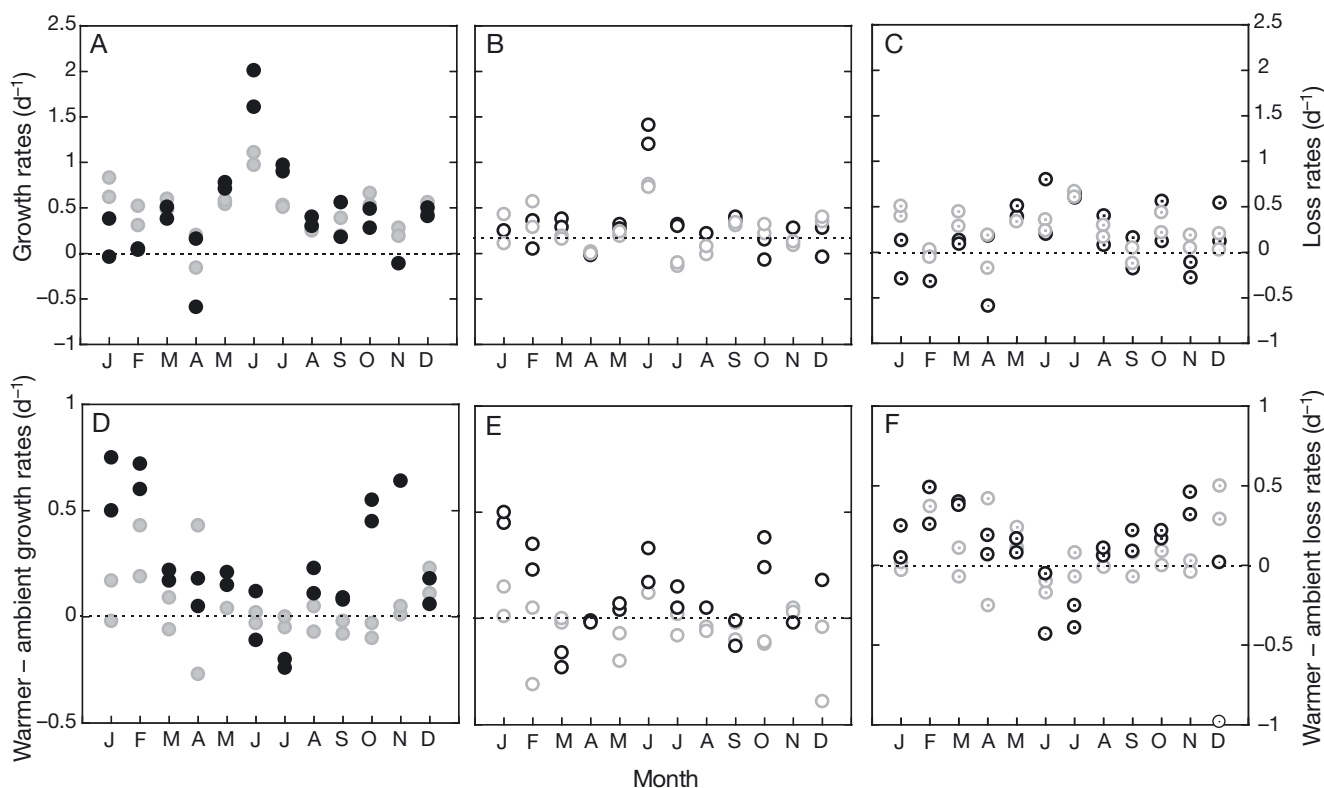 Growth rates (d⁻¹)
2.5
2
1.5
1
0.5
0
−0.5
−1
A
J F M A M J J A S O N D
B
J F M A M J J A S O N D
C
J F M A M J J A S O N D
2.5
2
1.5
1
0.5
0
−0.5
−1
Loss rates (d⁻¹)
Warmer – ambient growth rates (d⁻¹)
1
0.5
0
−0.5
D
J F M A M J J A S O N D
E
J F M A M J J A S O N D
F
J F M A M J J A S O N D
1
0.5
0
−0.5
−1
Warmer – ambient loss rates (d⁻¹)
Month